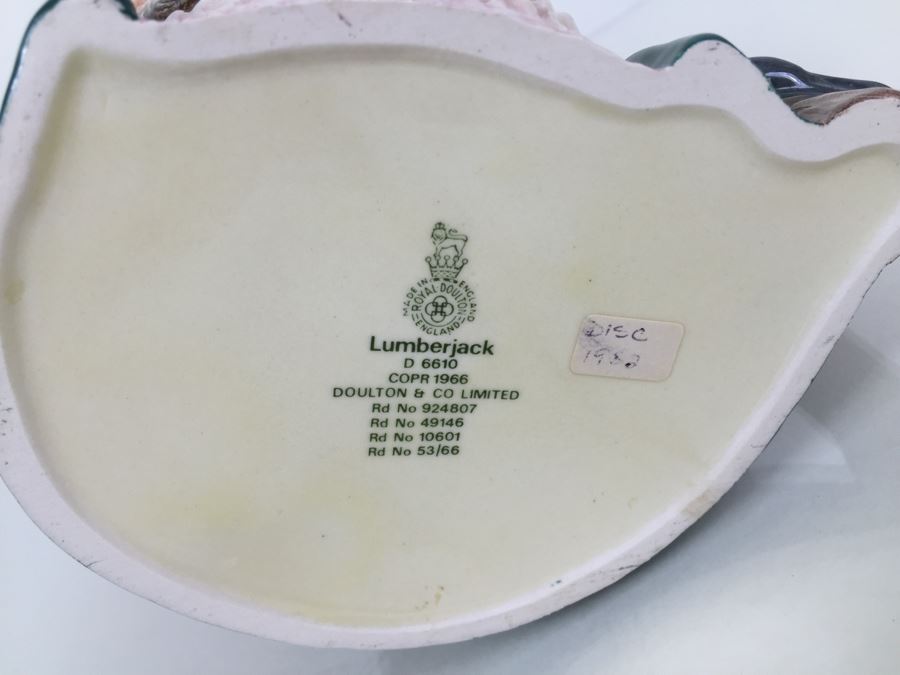 MADE IN ENGLAND
ROYAL DOULTON
ENGLAND
Lumberjack
D 6610
COPR 1966
DOULTON & CO LIMITED
Rd No 924807
Rd No 49146
Rd No 10601
Rd No 53/66
DISC